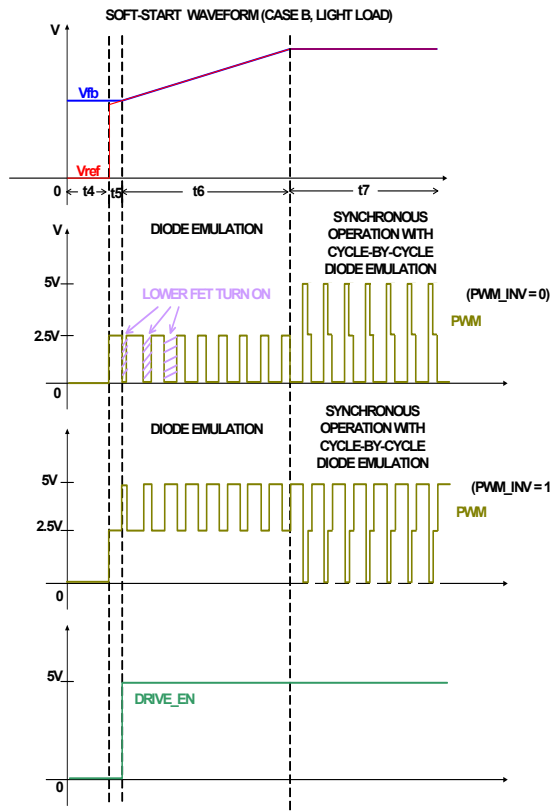 SOFT-START WAVEFORM (CASE B, LIGHT LOAD)
V
Vfb
Vref
0
t4
t5
t6
t7
V
DIODE EMULATION
SYNCHRONOUS
OPERATION WITH
CYCLE-BY-CYCLE
DIODE EMULATION
5V
LOWER FET TURN ON
(PWM_INV = 0)
PWM
2.5V
0
SYNCHRONOUS
OPERATION WITH
CYCLE-BY-CYCLE
DIODE EMULATION
DIODE EMULATION
5V
(PWM_INV = 1
PWM
2.5V
0
5V
DRIVE_EN
0